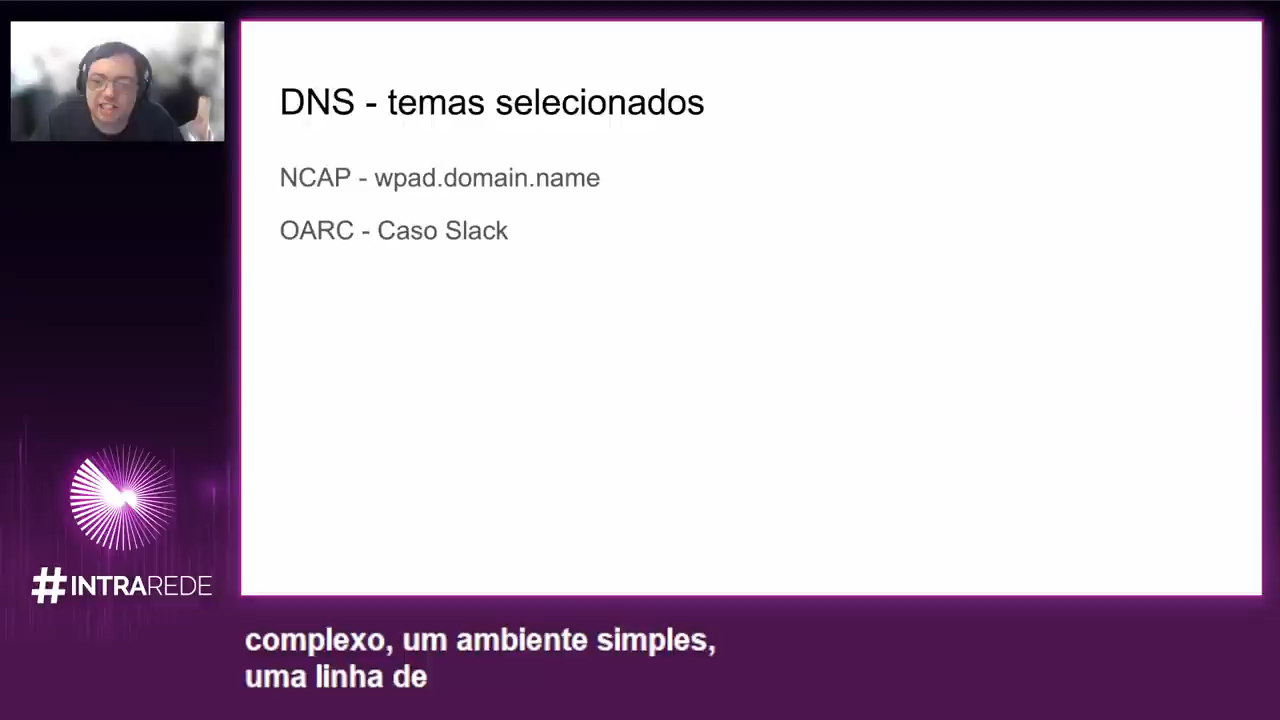 DNS - temas selecionados
NCAP - wpad.domain.name
OARC - Caso Slack
#INTRAREDE
complexo, um ambiente simples,
uma linha de